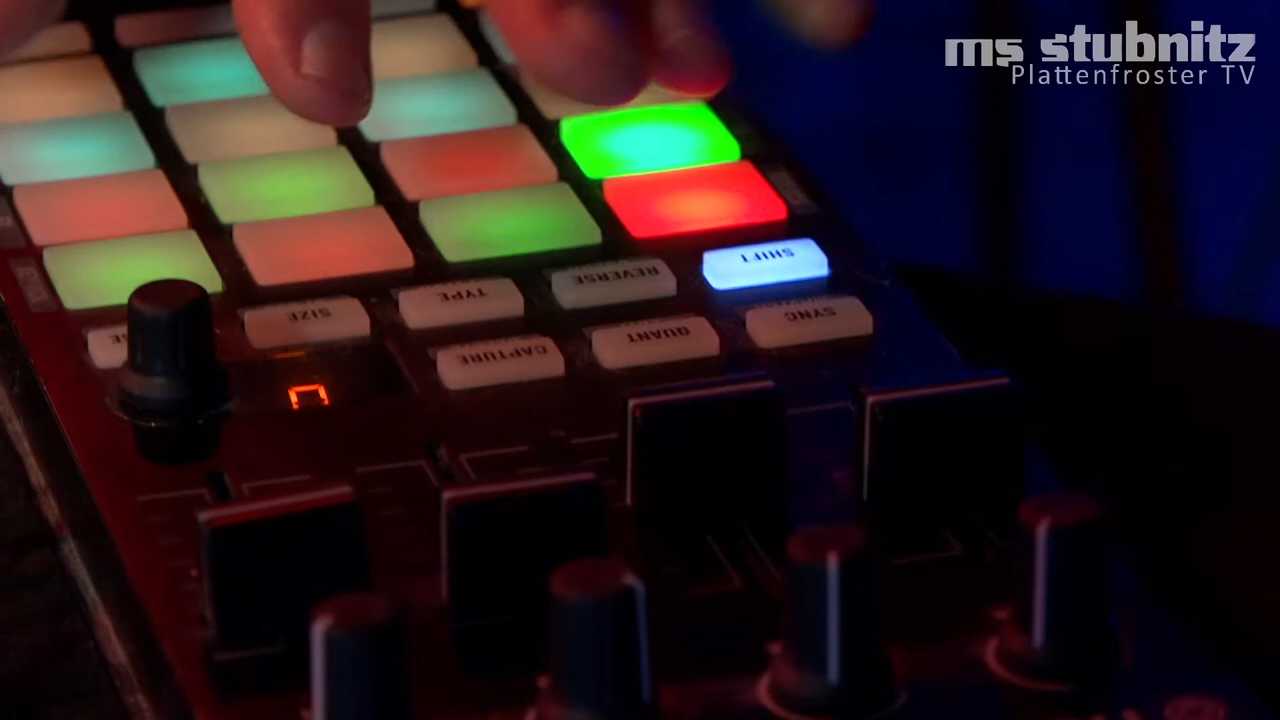 ms stubnitz
Plattenfroster TV
SHIFT
REVERSE
TYPE
SIZE
SYNC
QUANT
CAPTURE